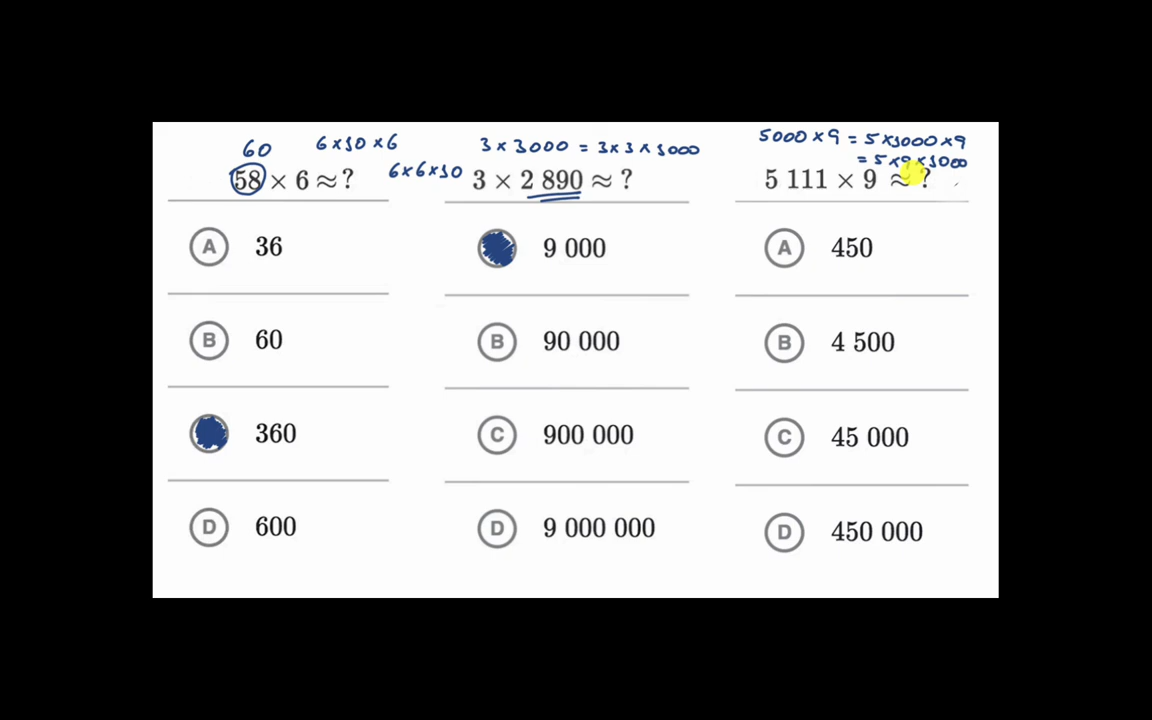 60 6×10×6
58 × 6 ≈ ?
6×6×10
A 36
B 60
360
D 600
3×3000 = 3×3×1000
3 × 2 890 ≈ ?
9 000
B 90 000
C 900 000
D 9 000 000
5000×9 = 5×1000×9
= 5×9×1000
5 111 × 9 ≈ ?
A 450
B 4 500
C 45 000
D 450 000